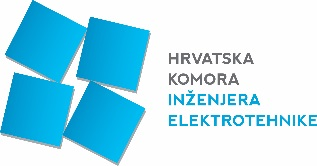 HRVATSKA
KOMORA
INŽENJERA
ELEKTROTEHNIKE